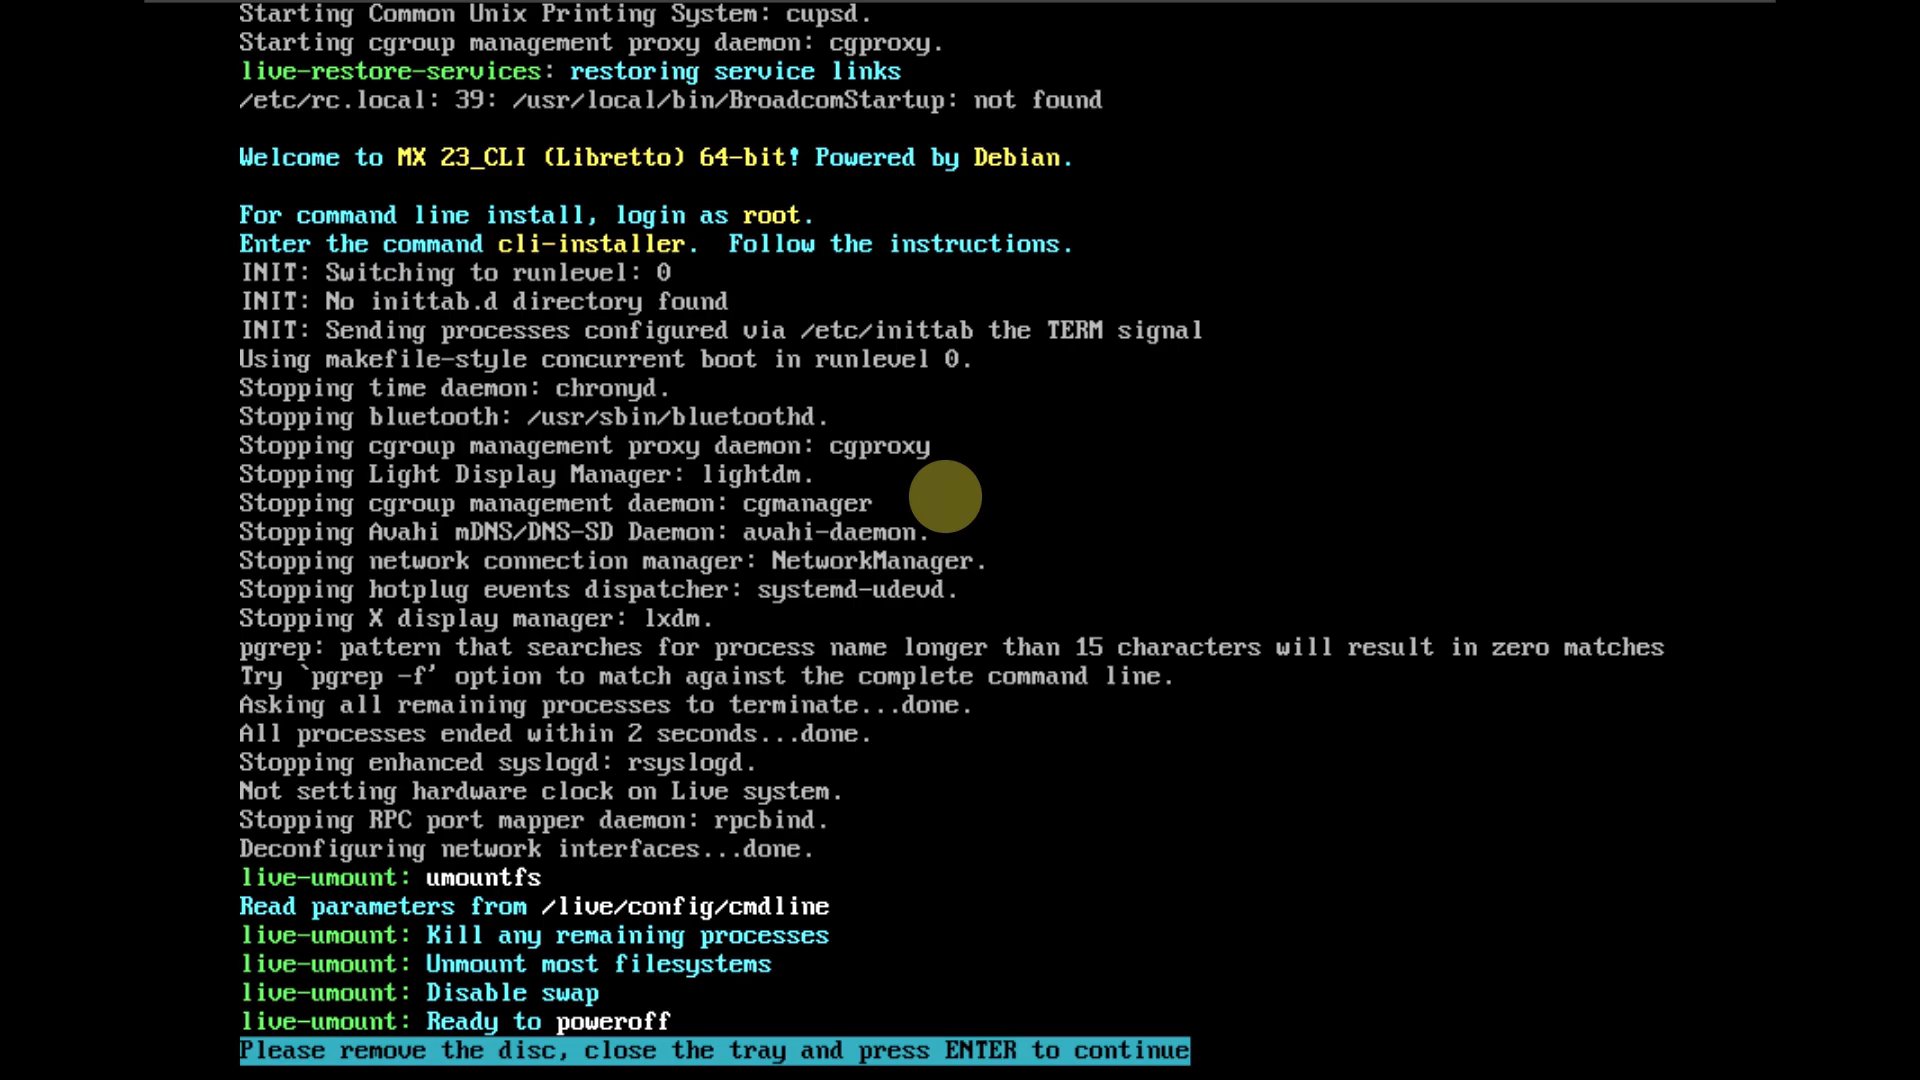 Starting Common Unix Printing System: cupsd.
Starting cgroup management proxy daemon: cgproxy.
live-restore-services: restoring service links
/etc/rc.local: 39: /usr/local/bin/BroadcomStartup: not found
Welcome to MX 23_CLI (Libretto) 64-bit! Powered by Debian.
For command line install, login as root.
Enter the command cli-installer.  Follow the instructions.
INIT: Switching to runlevel: 0
INIT: No inittab.d directory found
INIT: Sending processes configured via /etc/inittab the TERM signal
Using makefile-style concurrent boot in runlevel 0.
Stopping time daemon: chronyd.
Stopping bluetooth: /usr/sbin/bluetoothd.
Stopping cgroup management proxy daemon: cgproxy
Stopping Light Display Manager: lightdm.
Stopping cgroup management daemon: cgmanager
Stopping Avahi mDNS/DNS-SD Daemon: avahi-daemon.
Stopping network connection manager: NetworkManager.
Stopping hotplug events dispatcher: systemd-udevd.
Stopping X display manager: lxdm.
pgrep: pattern that searches for process name longer than 15 characters will result in zero matches
Try `pgrep -f' option to match against the complete command line.
Asking all remaining processes to terminate...done.
All processes ended within 2 seconds...done.
Stopping enhanced syslogd: rsyslogd.
Not setting hardware clock on Live system.
Stopping RPC port mapper daemon: rpcbind.
Deconfiguring network interfaces...done.
live-umount: umountfs
Read parameters from /live/config/cmdline
live-umount: Kill any remaining processes
live-umount: Unmount most filesystems
live-umount: Disable swap
live-umount: Ready to poweroff
Please remove the disc, close the tray and press ENTER to continue